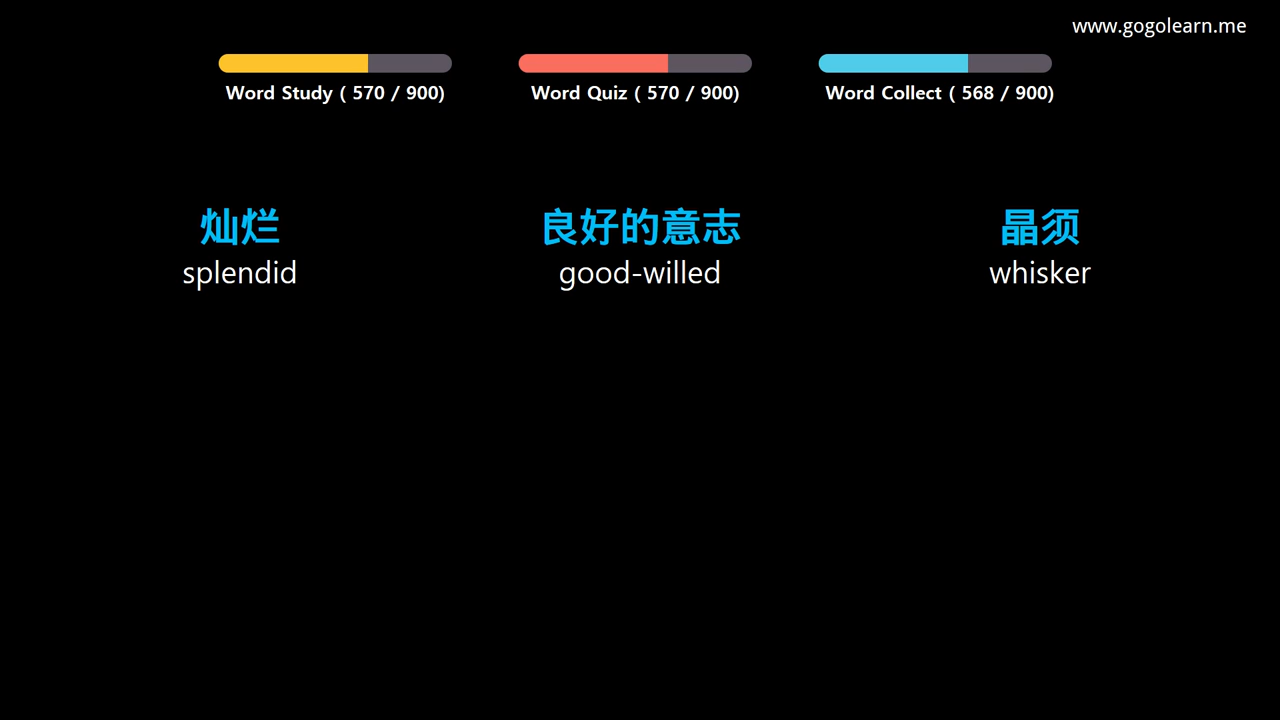 www.gogolearn.me
Word Study ( 570 / 900)
Word Quiz ( 570 / 900)
Word Collect ( 568 / 900)
灿烂
splendid
良好的意志
good-willed
晶须
whisker